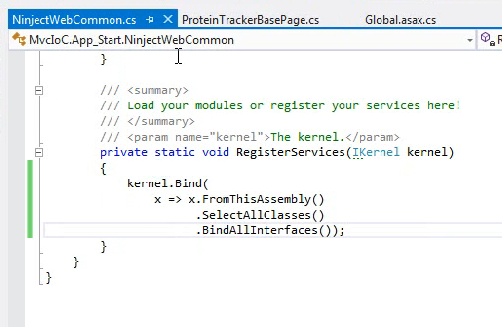 NinjectWebCommon.cs ProteinTrackerBasePage.cs Global.asax.cs
MvcIoC.App_Start.NinjectWebCommon R
}
/// <summary>
/// Load your modules or register your services here!
/// </summary>
/// <param name="kernel">The kernel.</param>
private static void RegisterServices(IKernel kernel)
{
kernel.Bind(
x => x.FromThisAssembly()
.SelectAllClasses()
.BindAllInterfaces());
}
}
}